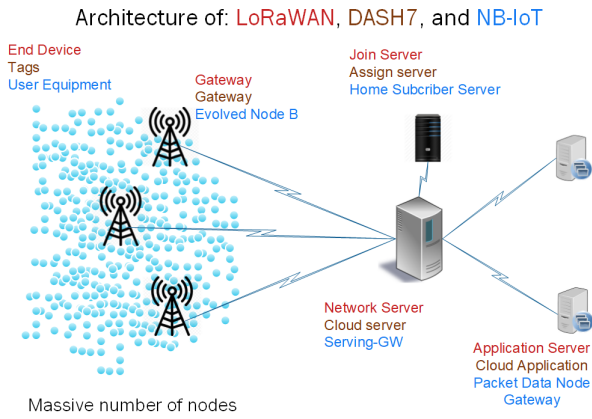 Architecture of: LoRaWAN, DASH7, and NB-IoT
End Device
Tags
User Equipment
Gateway
Gateway
Evolved Node B
Join Server
Assign server
Home Subcriber Server
Network Server
Cloud server
Serving-GW
Application Server
Cloud Application
Packet Data Node
Gateway
Massive number of nodes